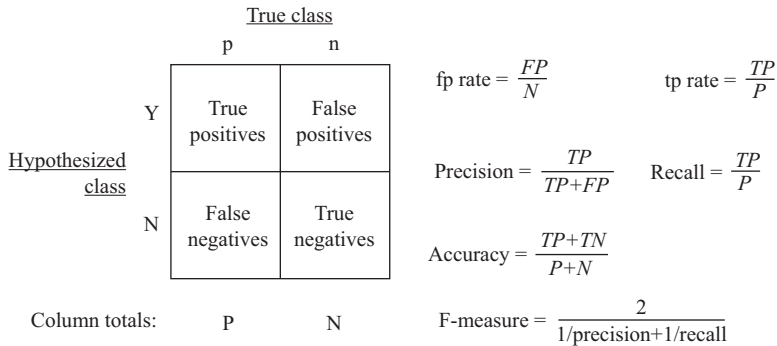 True class
p n
fp rate = FP/N tp rate = TP/P
Y True positives False positives
Hypothesized class
Precision = TP/TP+FP Recall = TP/P
N False negatives True negatives
Accuracy = TP+TN/P+N
Column totals: P N
F-measure = 2/1/precision+1/recall